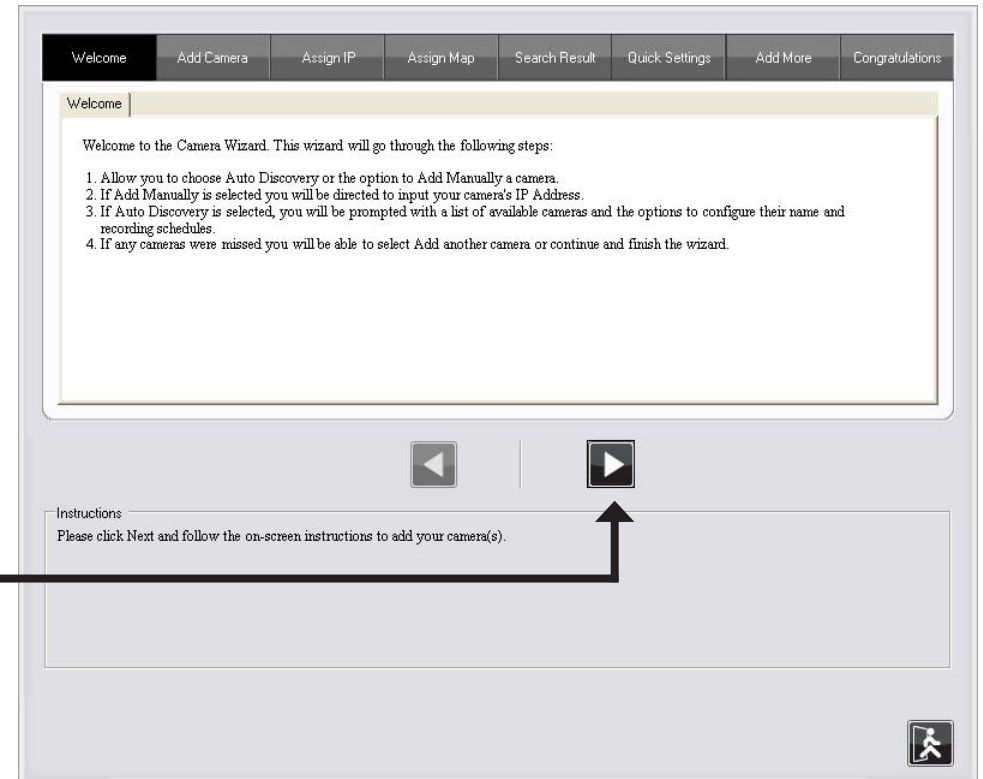 Welcome Add Camera Assign IP Assign Map Search Result Quick Settings Add More Congratulations
Welcome
Welcome to the Camera Wizard. This wizard will go through the following steps:
1. Allow you to choose Auto Discovery or the option to Add Manually a camera.
2. If Add Manually is selected you will be directed to input your camera's IP Address.
3. If Auto Discovery is selected, you will be prompted with a list of available cameras and the options to configure their name and
recording schedules.
4. If any cameras were missed you will be able to select Add another camera or continue and finish the wizard.
Instructions
Please click Next and follow the on-screen instructions to add your camera(s).